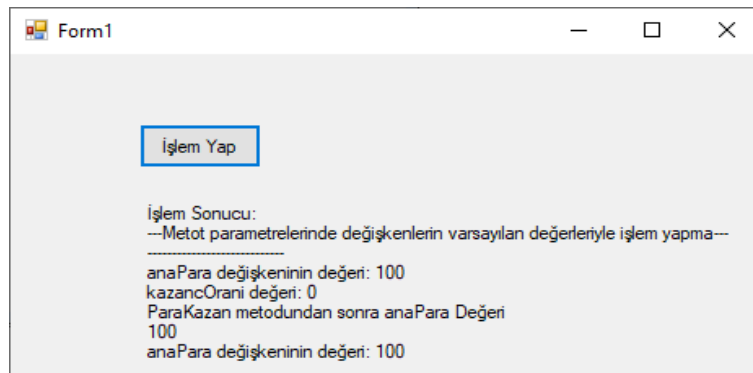 Form1
İşlem Yap
İşlem Sonucu:
---Metot parametrelerinde değişkenlerin varsayılan değerleriyle işlem yapma---
----------------------------
anaPara değişkeninin değeri: 100
kazancOrani değeri: 0
ParaKazan metodundan sonra anaPara Değeri
100
anaPara değişkeninin değeri: 100